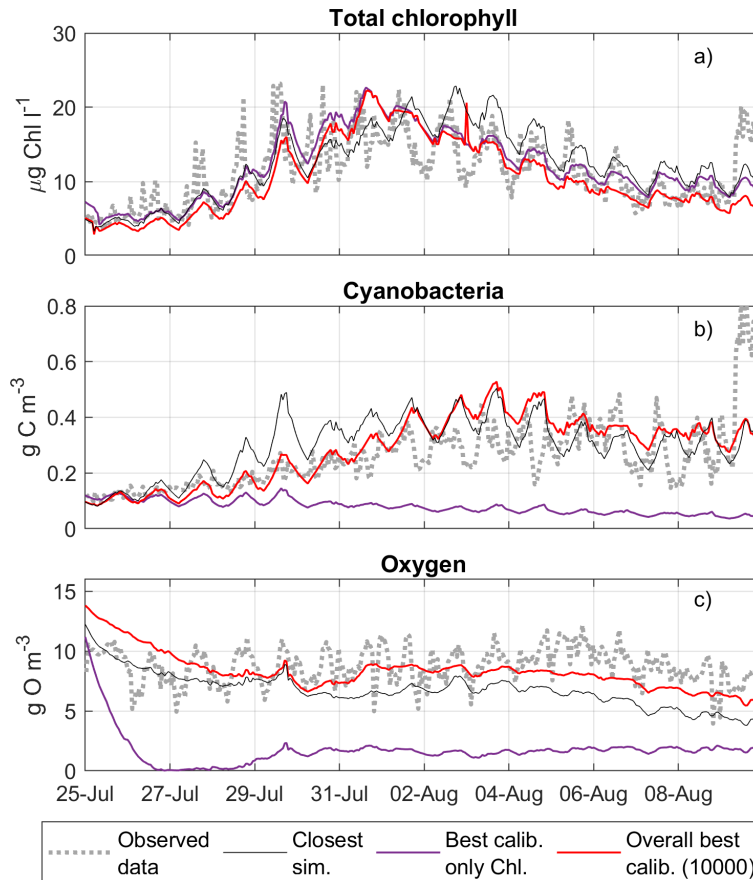 Total chlorophyll
30
a)
20
10
0
μg Chl l⁻¹
Cyanobacteria
0.8
b)
0.6
0.4
0.2
0
g C m⁻³
Oxygen
15
c)
10
5
0
g O m⁻³
25-Jul 27-Jul 29-Jul 31-Jul 02-Aug 04-Aug 06-Aug 08-Aug
Observed data
Closest sim.
Best calib. only Chl.
Overall best calib. (10000)